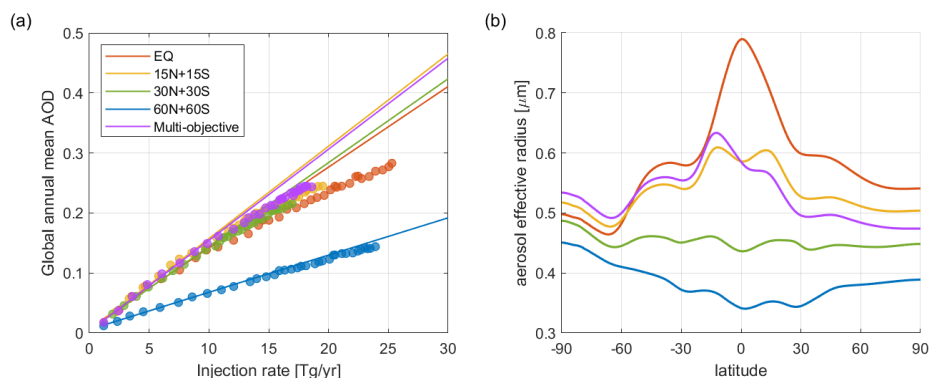 (a)
Global annual mean AOD
0.5
0.4
0.3
0.2
0.1
0
EQ
15N+15S
30N+30S
60N+60S
Multi-objective
0 5 10 15 20 25 30
Injection rate [Tg/yr]
(b)
aerosol effective radius [μm]
0.8
0.7
0.6
0.5
0.4
0.3
-90 -60 -30 0 30 60 90
latitude